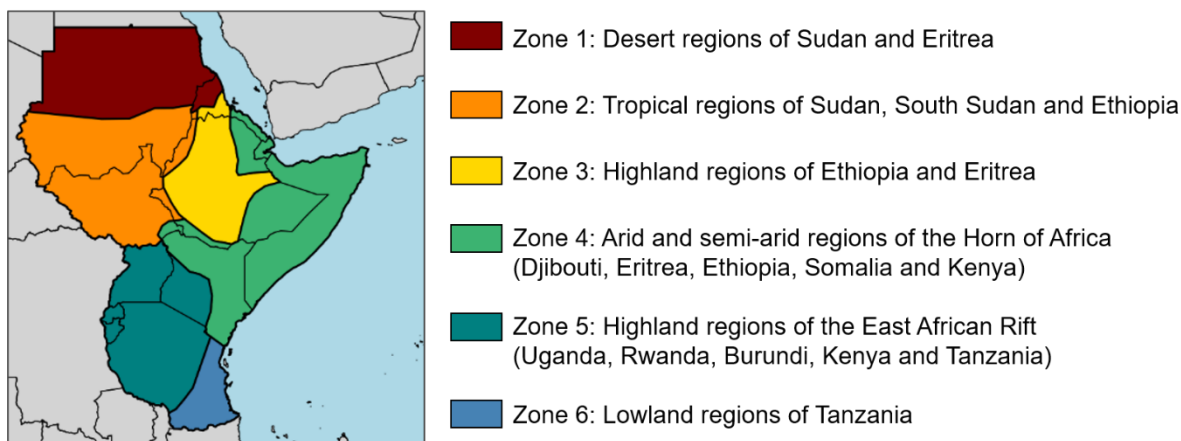 Zone 1: Desert regions of Sudan and Eritrea
Zone 2: Tropical regions of Sudan, South Sudan and Ethiopia
Zone 3: Highland regions of Ethiopia and Eritrea
Zone 4: Arid and semi-arid regions of the Horn of Africa
(Djibouti, Eritrea, Ethiopia, Somalia and Kenya)
Zone 5: Highland regions of the East African Rift
(Uganda, Rwanda, Burundi, Kenya and Tanzania)
Zone 6: Lowland regions of Tanzania